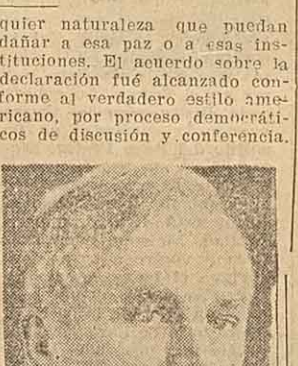 quier naturaleza que puedan
dañar a esa paz o a esas ins-
tituciones. El acuerdo sobre la
declaración fué alcanzado con-
forme al verdadero estilo ame-
ricano, por proceso democráti-
cos de discusión y conferencia.